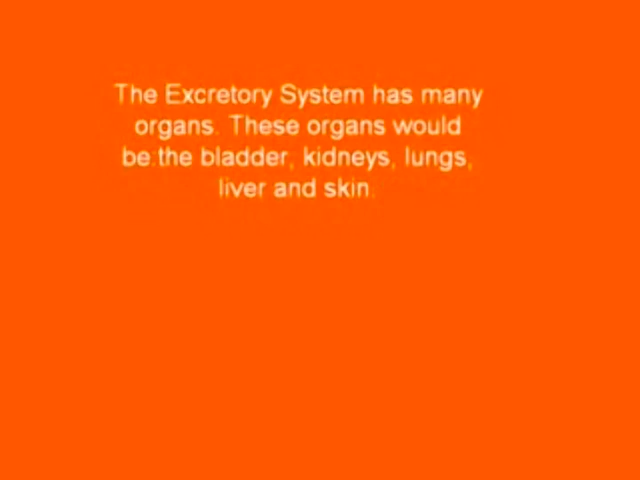 The Excretory System has many
organs. These organs would
be.the bladder, kidneys, lungs,
liver and skin.